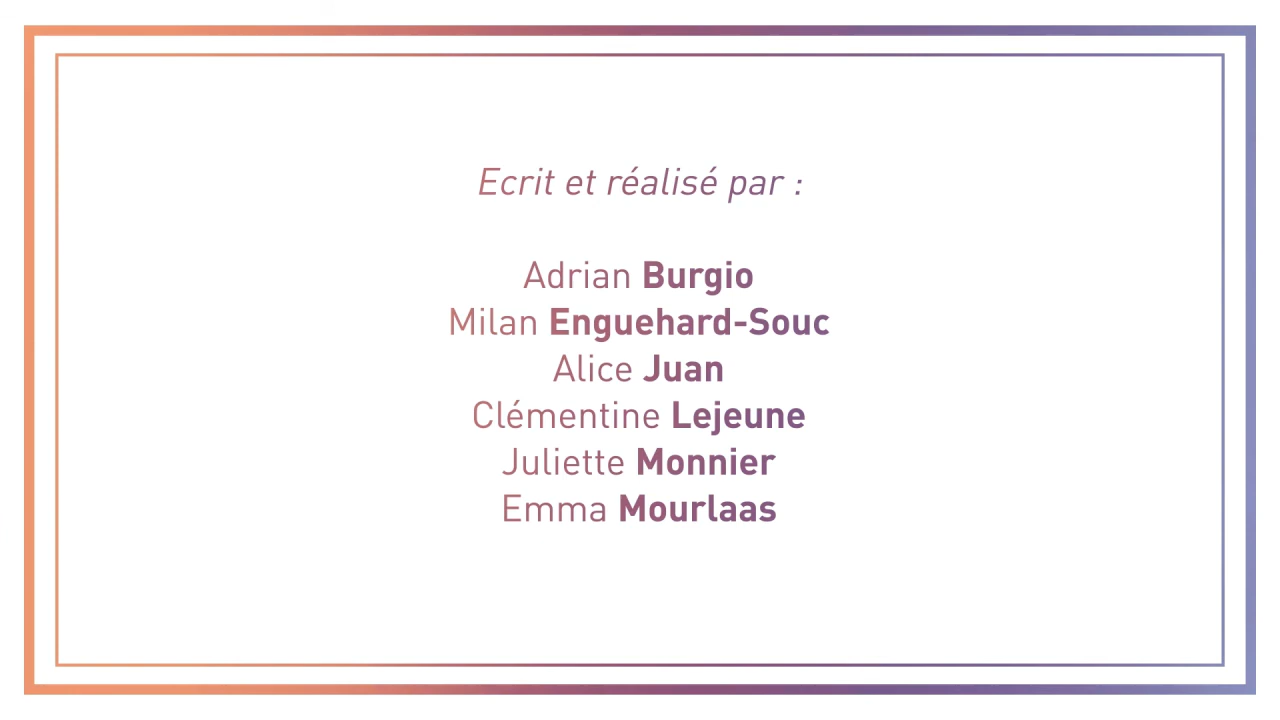 Ecrit et réalisé par :
Adrian Burgio
Milan Enguehard-Souc
Alice Juan
Clémentine Lejeune
Juliette Monnier
Emma Mourlaas